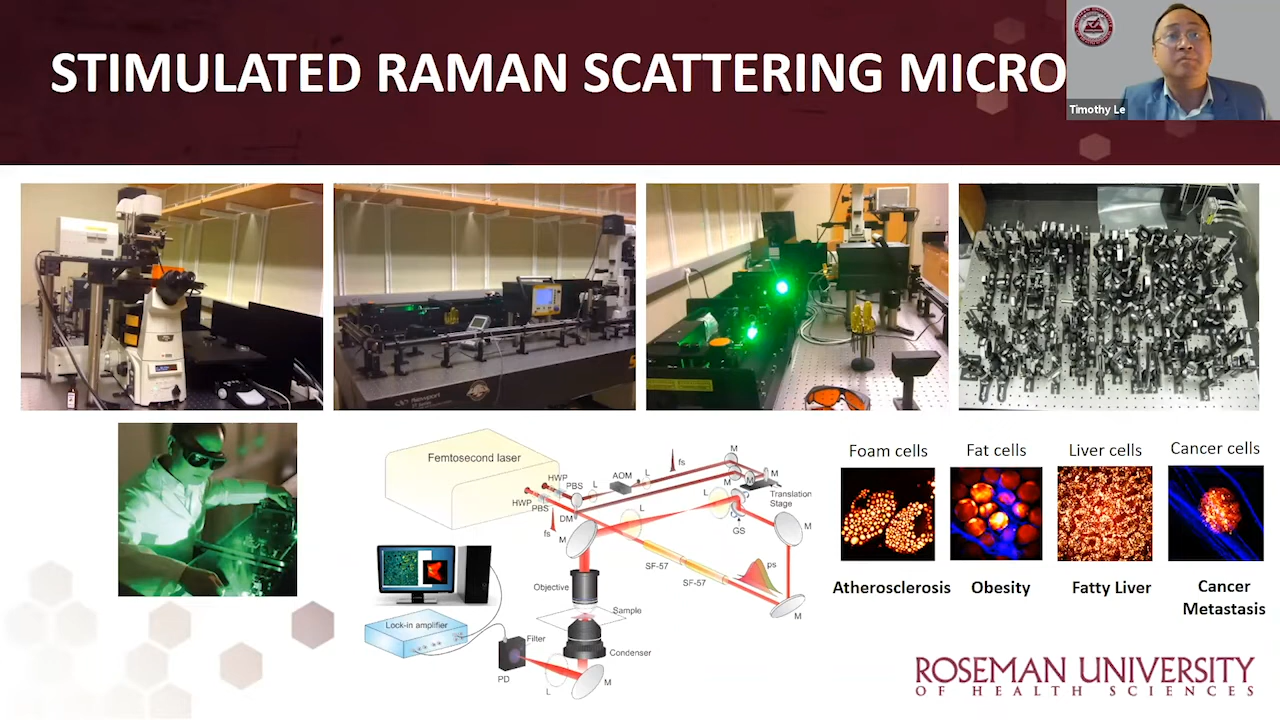 STIMULATED RAMAN SCATTERING MICRO
Timothy Le
Femtosecond laser
HWP
PBS
HWP
PBS
DM
L
AOM
L
fs
M
M
M
M
Translation
Stage
fs
M
L
L
GS
M
SF-57
SF-57
ps
M
Objective
Sample
Lock-in amplifier
Filter
Condenser
PD
L
M
Foam cells
Fat cells
Liver cells
Cancer cells
Atherosclerosis
Obesity
Fatty Liver
Cancer
Metastasis
ROSEMAN UNIVERSITY
OF HEALTH SCIENCES